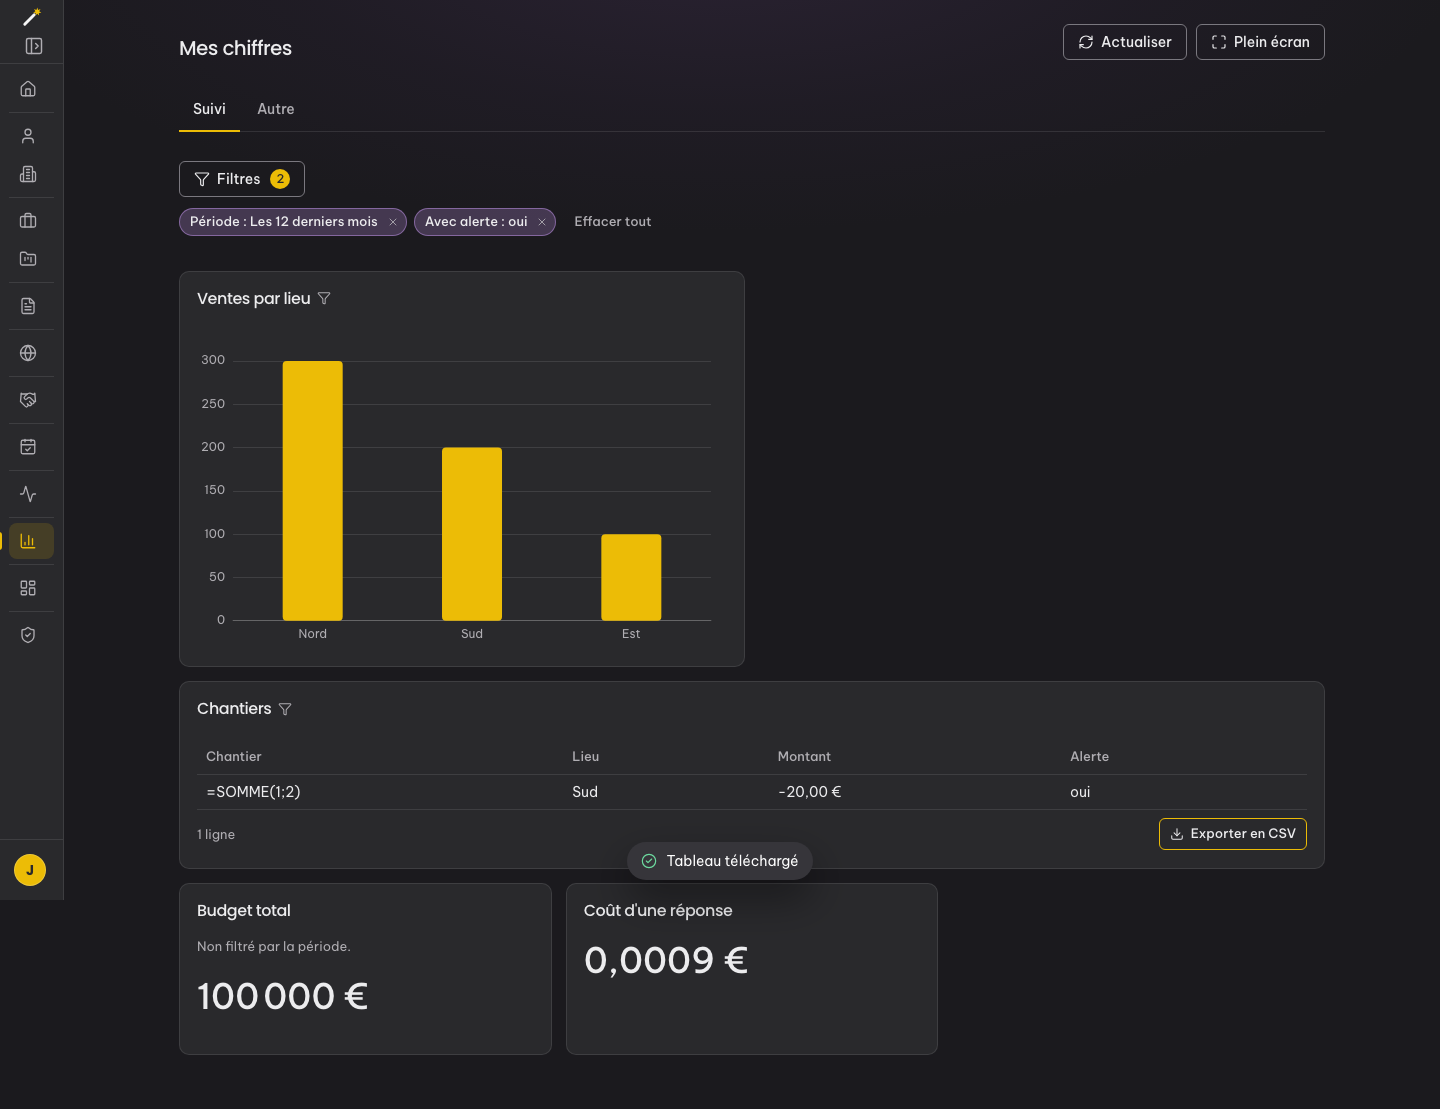 Mes chiffres
Actualiser
Plein écran
Suivi
Autre
Filtres 2
Période : Les 12 derniers mois
Avec alerte : oui
Effacer tout
Ventes par lieu
300
250
200
150
100
50
0
Nord
Sud
Est
Chantiers
Chantier
Lieu
Montant
Alerte
=SOMME(1;2)
Sud
-20,00 €
oui
1 ligne
Exporter en CSV
Tableau téléchargé
Budget total
Non filtré par la période.
100 000 €
Coût d'une réponse
0,0009 €
J